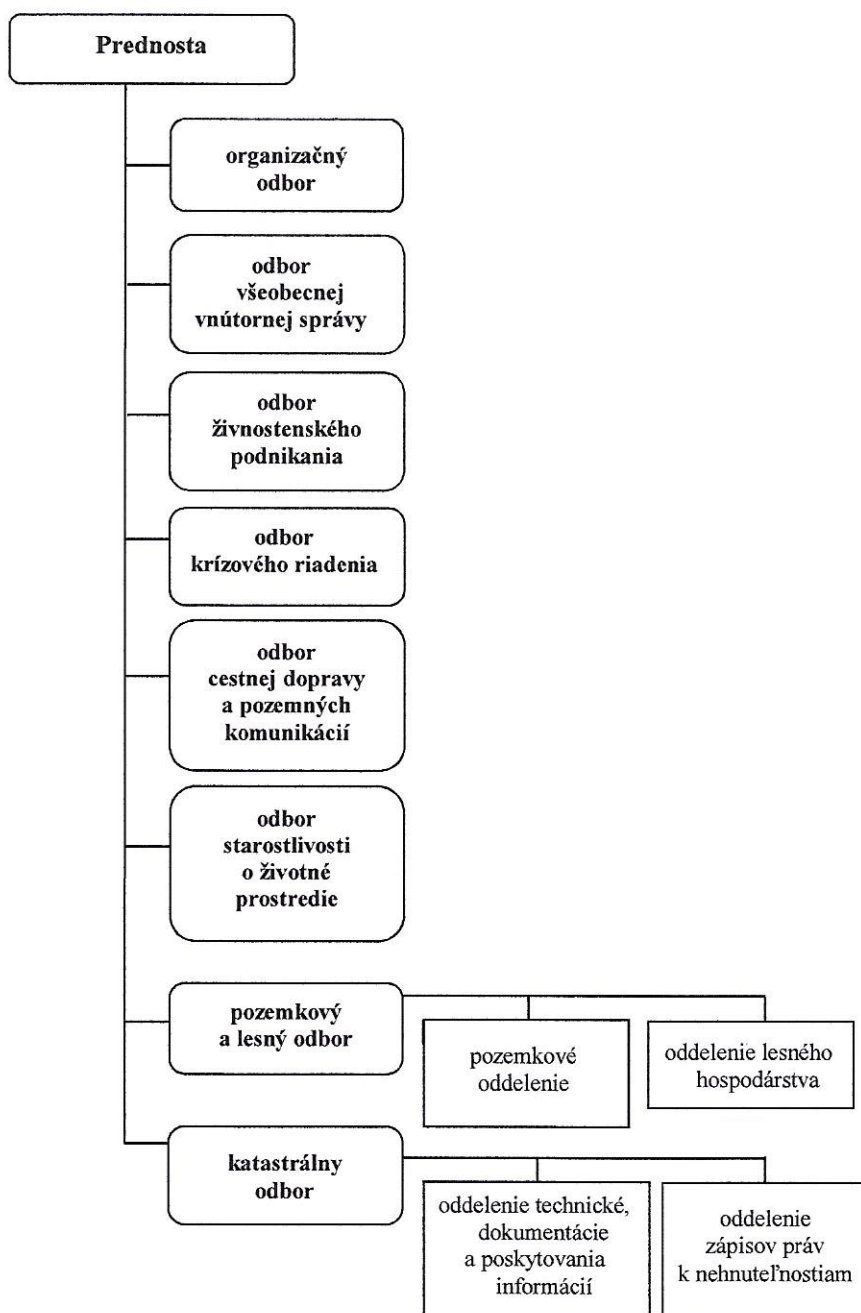 Prednosta
organizačný
odbor
odbor
všeobecnej
vnútornej správy
odbor
živnostenského
podnikania
odbor
krízového riadenia
odbor
cestnej dopravy
a pozemných
komunikácií
odbor
starostlivosti
o životné
prostredie
pozemkový
a lesný odbor
pozemkové
oddelenie
oddelenie lesného
hospodárstva
katastrálny
odbor
oddelenie technické,
dokumentácie
a poskytovania
informácií
oddelenie
zápisov práv
k nehnuteľnostiam